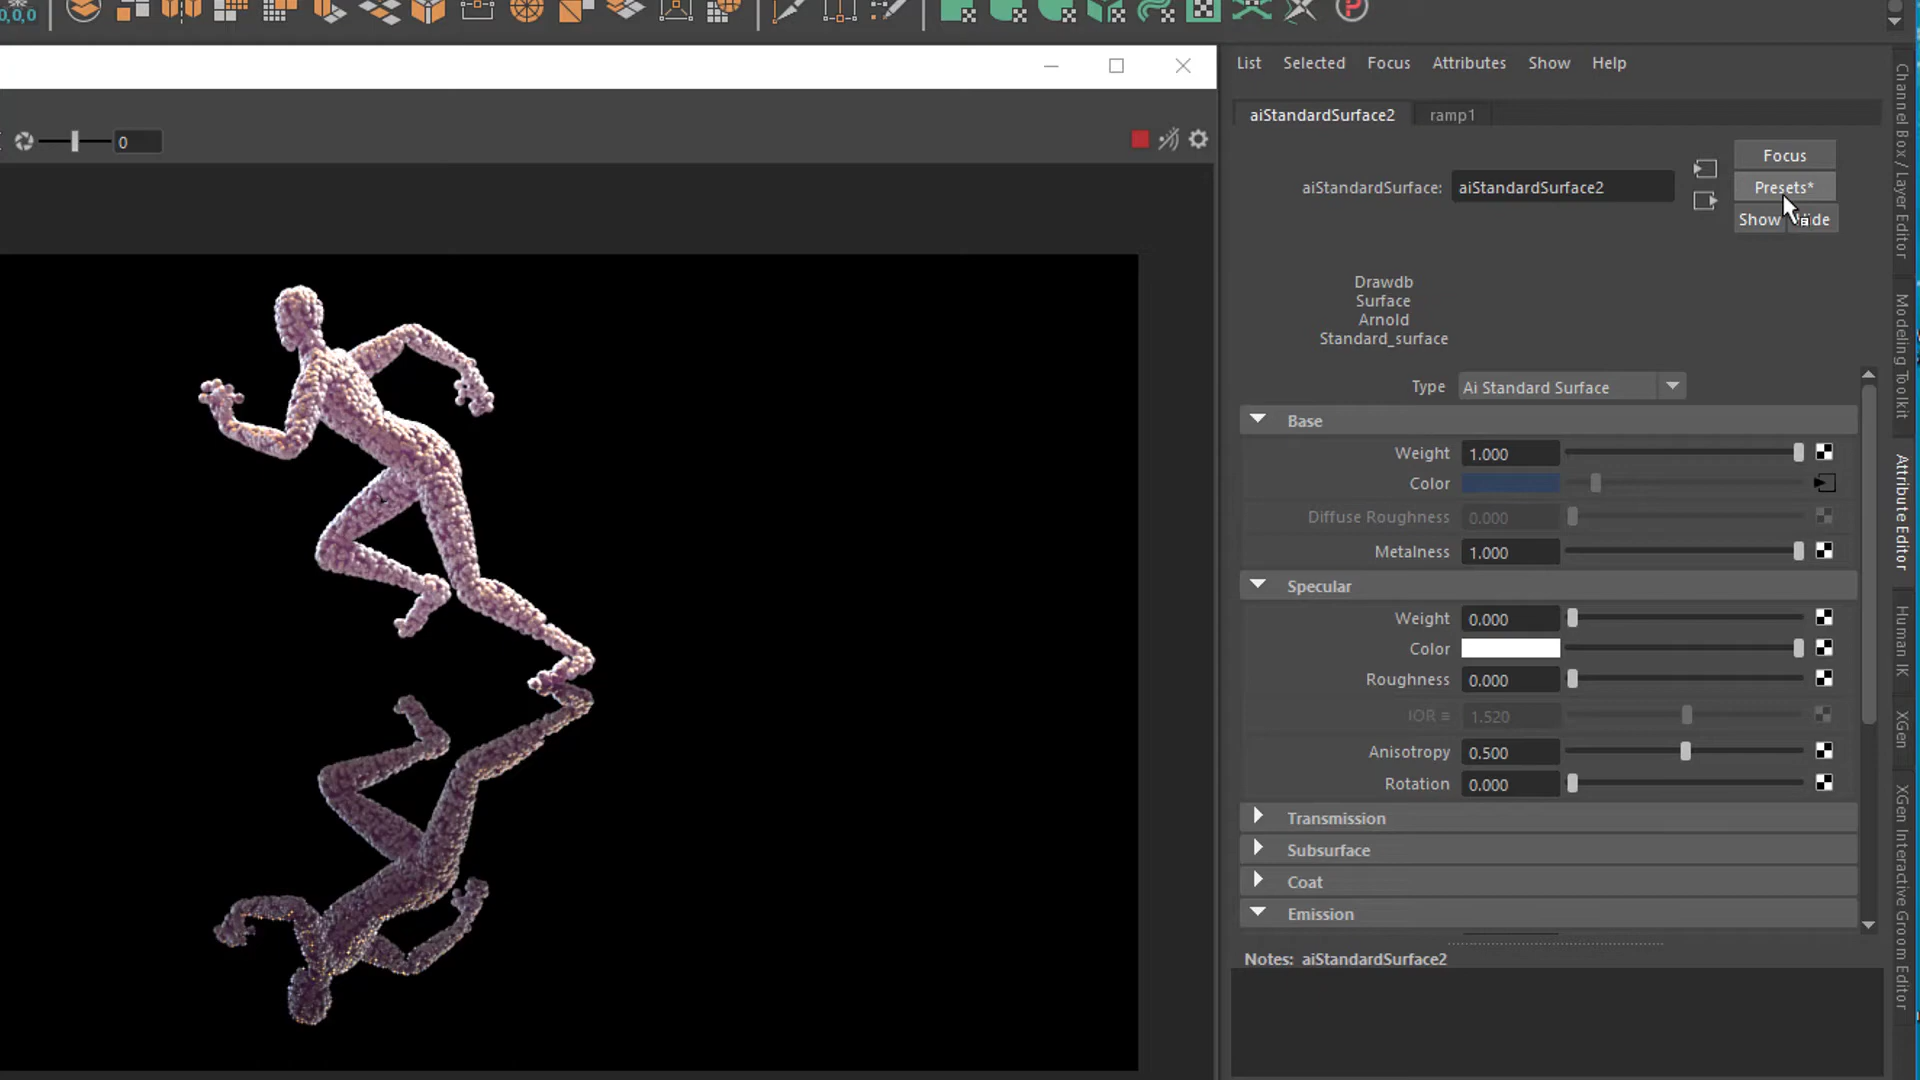 0,0,0
List Selected Focus Attributes Show Help
aiStandardSurface2 ramp1
0
Focus
aiStandardSurface: aiStandardSurface2
Presets*
Show
Drawdb
Surface
Arnold
Standard_surface
Type Ai Standard Surface
Base
Weight 1.000
Color
Diffuse Roughness 0.000
Metalness 1.000
Specular
Weight 0.000
Color
Roughness 0.000
IOR 1.520
Anisotropy 0.500
Rotation 0.000
Transmission
Subsurface
Coat
Emission
Notes: aiStandardSurface2
Channel Box / Layer Editor
Modeling Toolkit
Attribute Editor
Human IK
XGen
XGen Interactive Groom Editor